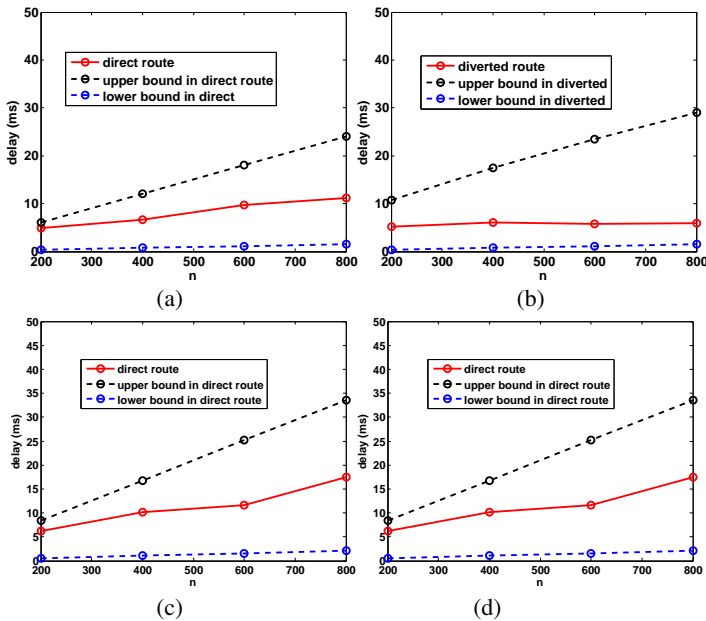 50
40
30
20
10
0
delay (ms)
direct route
upper bound in direct route
lower bound in direct
200 300 400 500 600 700 800
n
(a)
50
40
30
20
10
0
delay (ms)
diverted route
upper bound in diverted
lower bound in diverted
200 300 400 500 600 700 800
n
(b)
50
45
40
35
30
25
20
15
10
5
0
delay (ms)
direct route
upper bound in direct route
lower bound in direct route
200 300 400 500 600 700 800
n
(c)
50
45
40
35
30
25
20
15
10
5
0
delay (ms)
direct route
upper bound in direct route
lower bound in direct route
200 300 400 500 600 700 800
n
(d)